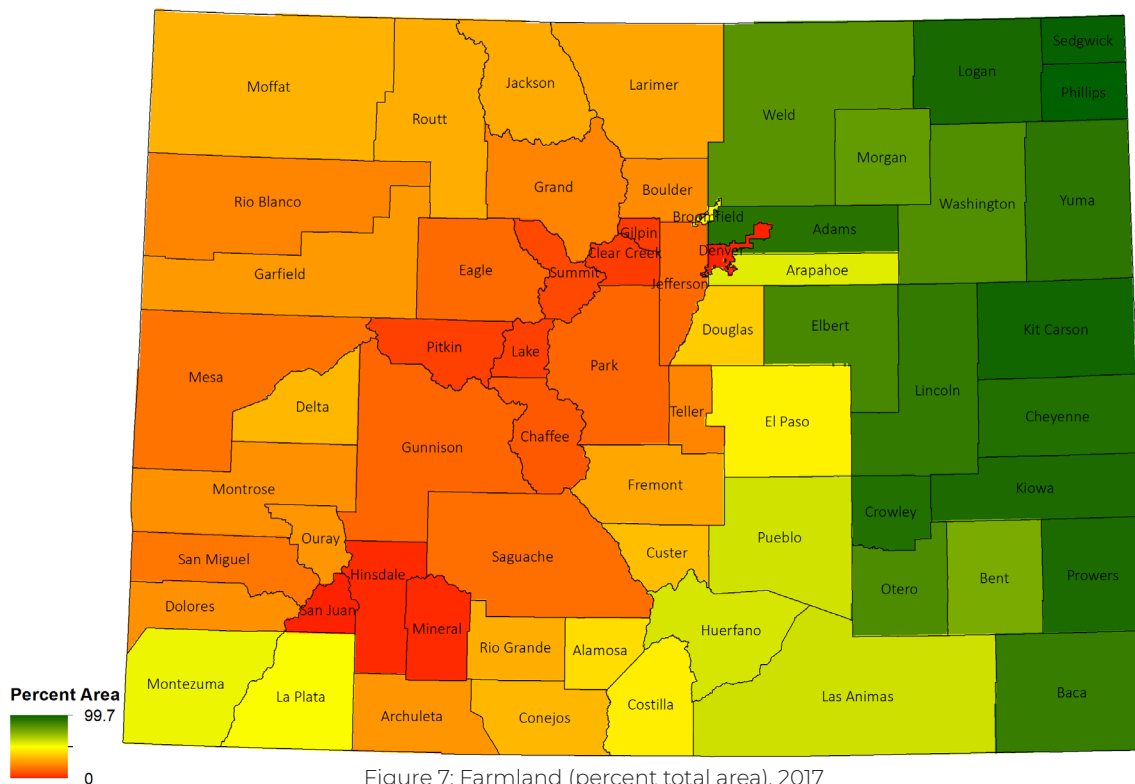 Moffat
Routt
Jackson
Larimer
Weld
Logan
Sedgwick
Phillips
Morgan
Washington
Yuma
Rio Blanco
Grand
Boulder
Broomfield
Adams
Garfield
Eagle
Summit
Gilpin
Clear Creek
Denver
Arapahoe
Jefferson
Douglas
Elbert
Kit Carson
Mesa
Pitkin
Lake
Park
Delta
Teller
El Paso
Lincoln
Cheyenne
Gunnison
Chaffee
Montrose
Fremont
Kiowa
Crowley
Ouray
Pueblo
San Miguel
Saguache
Custer
Hinsdale
Otero
Bent
Prowers
Dolores
San Juan
Mineral
Huerfano
Rio Grande
Alamosa
Montezuma
La Plata
Costilla
Las Animas
Baca
Archuleta
Conejos
Percent Area
99.7
0
Figure 7: Farmland (percent total area), 2017